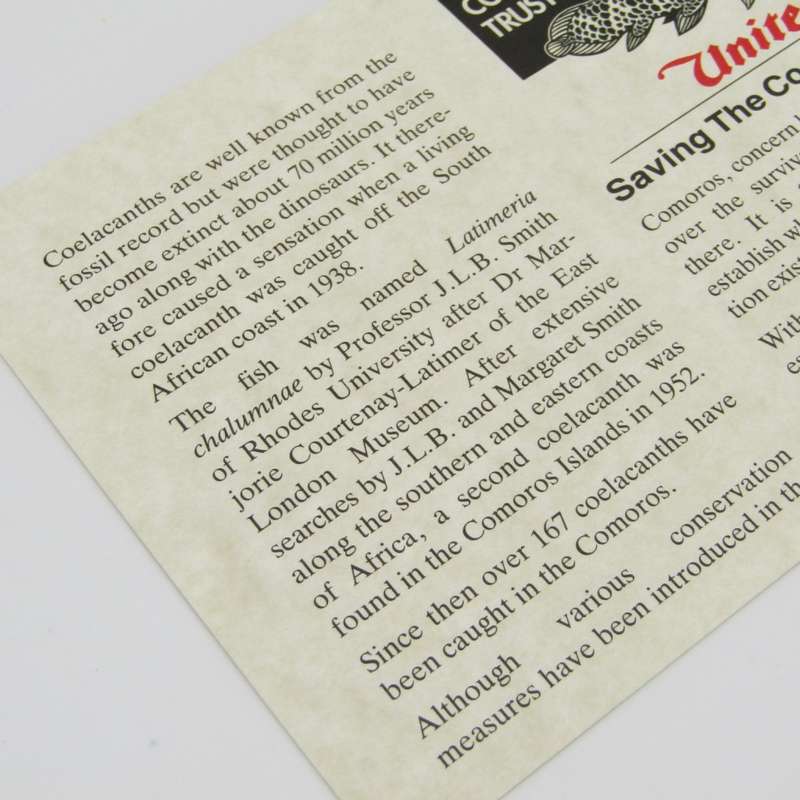 Coelacanths are well known from the
fossil record but were thought to have
become extinct about 70 million years
ago along with the dinosaurs. It there-
fore caused a sensation when a living
coelacanth was caught off the South
African coast in 1938.
The fish was named Latimeria
chalumnae by Professor J.L.B. Smith
of Rhodes University after Dr Mar-
jorie Courtenay-Latimer of the East
London Museum. After extensive
searches by J.L.B. and Margaret Smith
along the southern and eastern coasts
of Africa, a second coelacanth was
found in the Comoros Islands in 1952.
Since then over 167 coelacanths have
been caught in the Comoros.
Although various conservation
measures have been introduced in th
CO
TRUST
Unite
Saving The Co
Comoros, concern
over the surviv
there. It is
establish wh
tion exist
With
es